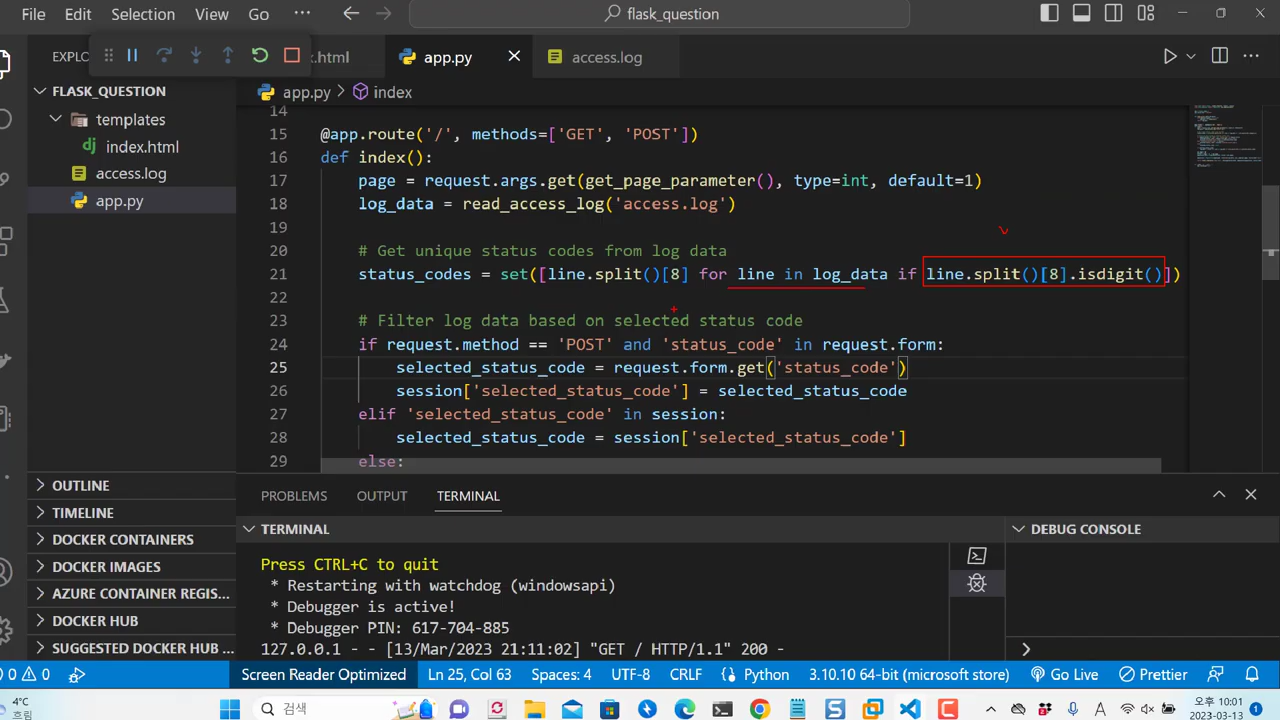 File Edit Selection View Go ··· flask_question
EXPLO
x.html
app.py
access.log
FLASK_QUESTION
templates
index.html
access.log
app.py
app.py > index
14
15 @app.route('/', methods=['GET', 'POST'])
16 def index():
17 page = request.args.get(get_page_parameter(), type=int, default=1)
18 log_data = read_access_log('access.log')
19
20 # Get unique status codes from log data
21 status_codes = set([line.split()[8] for line in log_data if line.split()[8].isdigit()])
22
23 # Filter log data based on selected status code
24 if request.method == 'POST' and 'status_code' in request.form:
25 selected_status_code = request.form.get('status_code')
26 session['selected_status_code'] = selected_status_code
27 elif 'selected_status_code' in session:
28 selected_status_code = session['selected_status_code']
29 else:
OUTLINE
TIMELINE
DOCKER CONTAINERS
DOCKER IMAGES
AZURE CONTAINER REGIS...
DOCKER HUB
SUGGESTED DOCKER HUB ...
PROBLEMS OUTPUT TERMINAL
TERMINAL
Press CTRL+C to quit
* Restarting with watchdog (windowsapi)
* Debugger is active!
* Debugger PIN: 617-704-885
127.0.0.1 - - [13/Mar/2023 21:11:02] "GET / HTTP/1.1" 200 -
DEBUG CONSOLE
0 0 Screen Reader Optimized Ln 25, Col 63 Spaces: 4 UTF-8 CRLF Python 3.10.10 (microsoft store) Go Live Prettier
4°C
흐림
검색
A
오후 10:01
2023-03-13
1